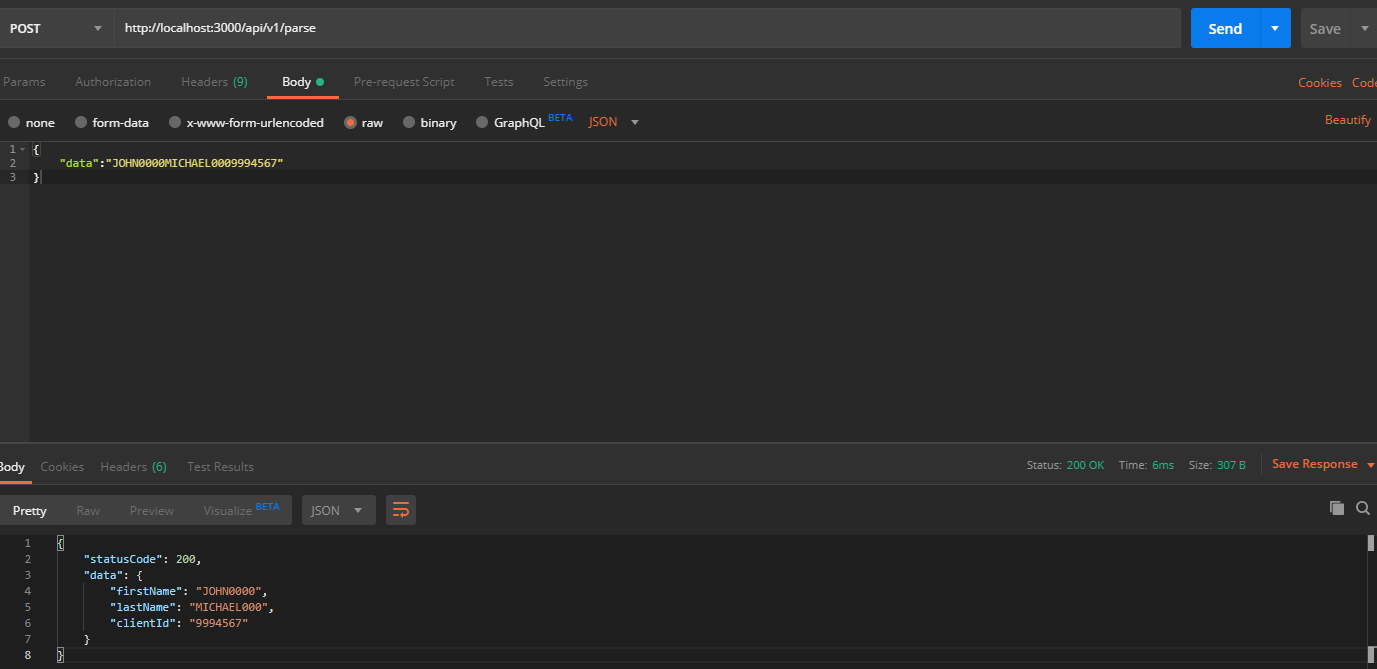 POST http://localhost:3000/api/v1/parse Send Save
Params Authorization Headers (9) Body Pre-request Script Tests Settings Cookies Code
none form-data x-www-form-urlencoded raw binary GraphQL BETA JSON Beautify
1 {
2 "data":"JOHN0000MICHAEL0009994567"
3 }
Body Cookies Headers (6) Test Results Status: 200 OK Time: 6ms Size: 307 B Save Response
Pretty Raw Preview Visualize BETA JSON
1 {
2 "statusCode": 200,
3 "data": {
4 "firstName": "JOHN0000",
5 "lastName": "MICHAEL000",
6 "clientId": "9994567"
7 }
8 }